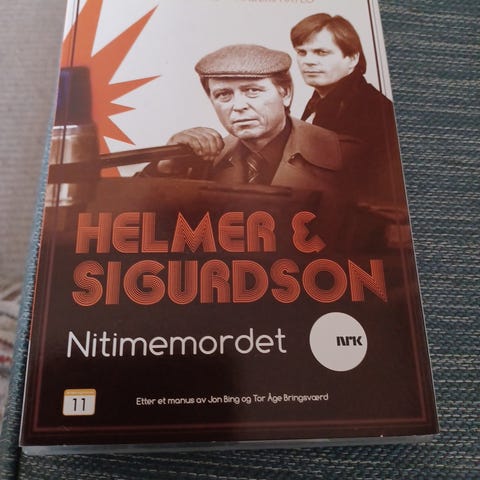 HELMER &
SIGURDSON
Nitimemordet
NRK
11
Etter et manus av Jon Bing og Tor Åge Bringsværd